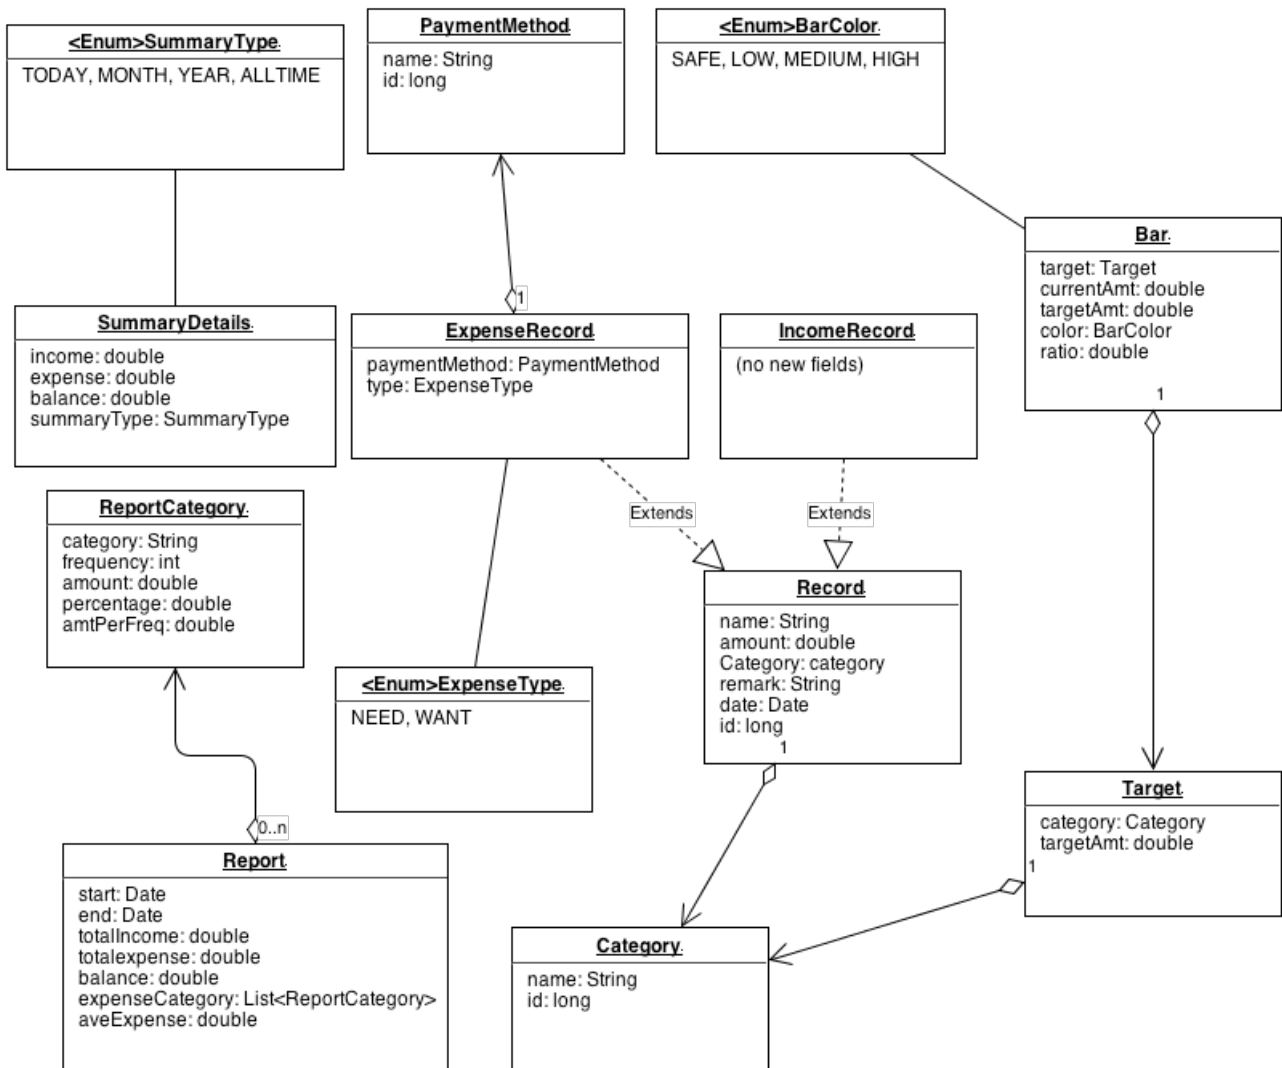 <Enum>SummaryType
TODAY, MONTH, YEAR, ALLTIME
PaymentMethod
name: String
id: long
<Enum>BarColor
SAFE, LOW, MEDIUM, HIGH
Bar
target: Target
currentAmt: double
targetAmt: double
color: BarColor
ratio: double
1
SummaryDetails
income: double
expense: double
balance: double
summaryType: SummaryType
1
ExpenseRecord
paymentMethod: PaymentMethod
type: ExpenseType
IncomeRecord
(no new fields)
Extends
Extends
ReportCategory
category: String
frequency: int
amount: double
percentage: double
amtPerFreq: double
Record
name: String
amount: double
Category: category
remark: String
date: Date
id: long
1
<Enum>ExpenseType
NEED, WANT
Target
category: Category
targetAmt: double
1
0..n
Report
start: Date
end: Date
totalIncome: double
totalexpense: double
balance: double
expenseCategory: List<ReportCategory>
aveExpense: double
Category
name: String
id: long